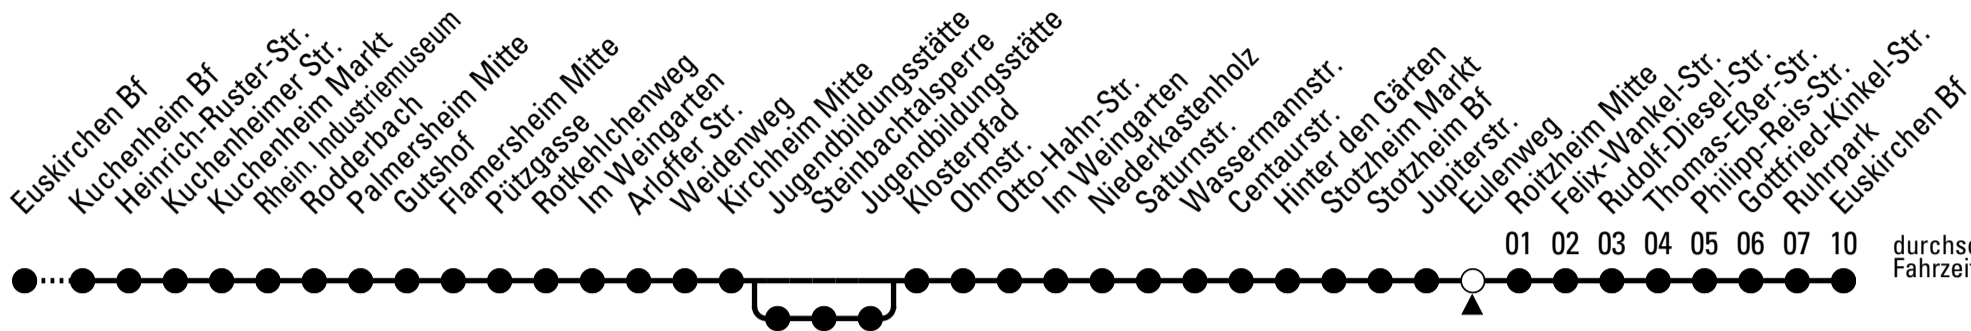 Euskirchen Bf
Kuchenheim Bf
Heinrich-Ruster-Str.
Kuchenheimer Str.
Kuchenheim Markt
Rhein. Industriemuseum
Rodderbach
Palmersheim Mitte
Gutshof
Flamersheim Mitte
Pützgasse
Rotkehlchenweg
Im Weingarten
Arloffer Str.
Weidenweg
Kirchheim Mitte
Jugendbildungsstätte
Steinbachtalsperre
Jugendbildungsstätte
Klosterpfad
Ohmstr.
Otto-Hahn-Str.
Im Weingarten
Niederkastenholz
Saturnstr.
Wassermannstr.
Centaurstr.
Hinter den Gärten
Stotzheim Markt
Stotzheim Bf
Jupiterstr.
Eulenweg
Roitzheim Mitte
Felix-Wankel-Str.
Rudolf-Diesel-Str.
Thomas-Eßer-Str.
Philipp-Reis-Str.
Gottfried-Kinkel-Str.
Ruhrpark
Euskirchen Bf
01 02 03 04 05 06 07 10
durchsc
Fahrzeit